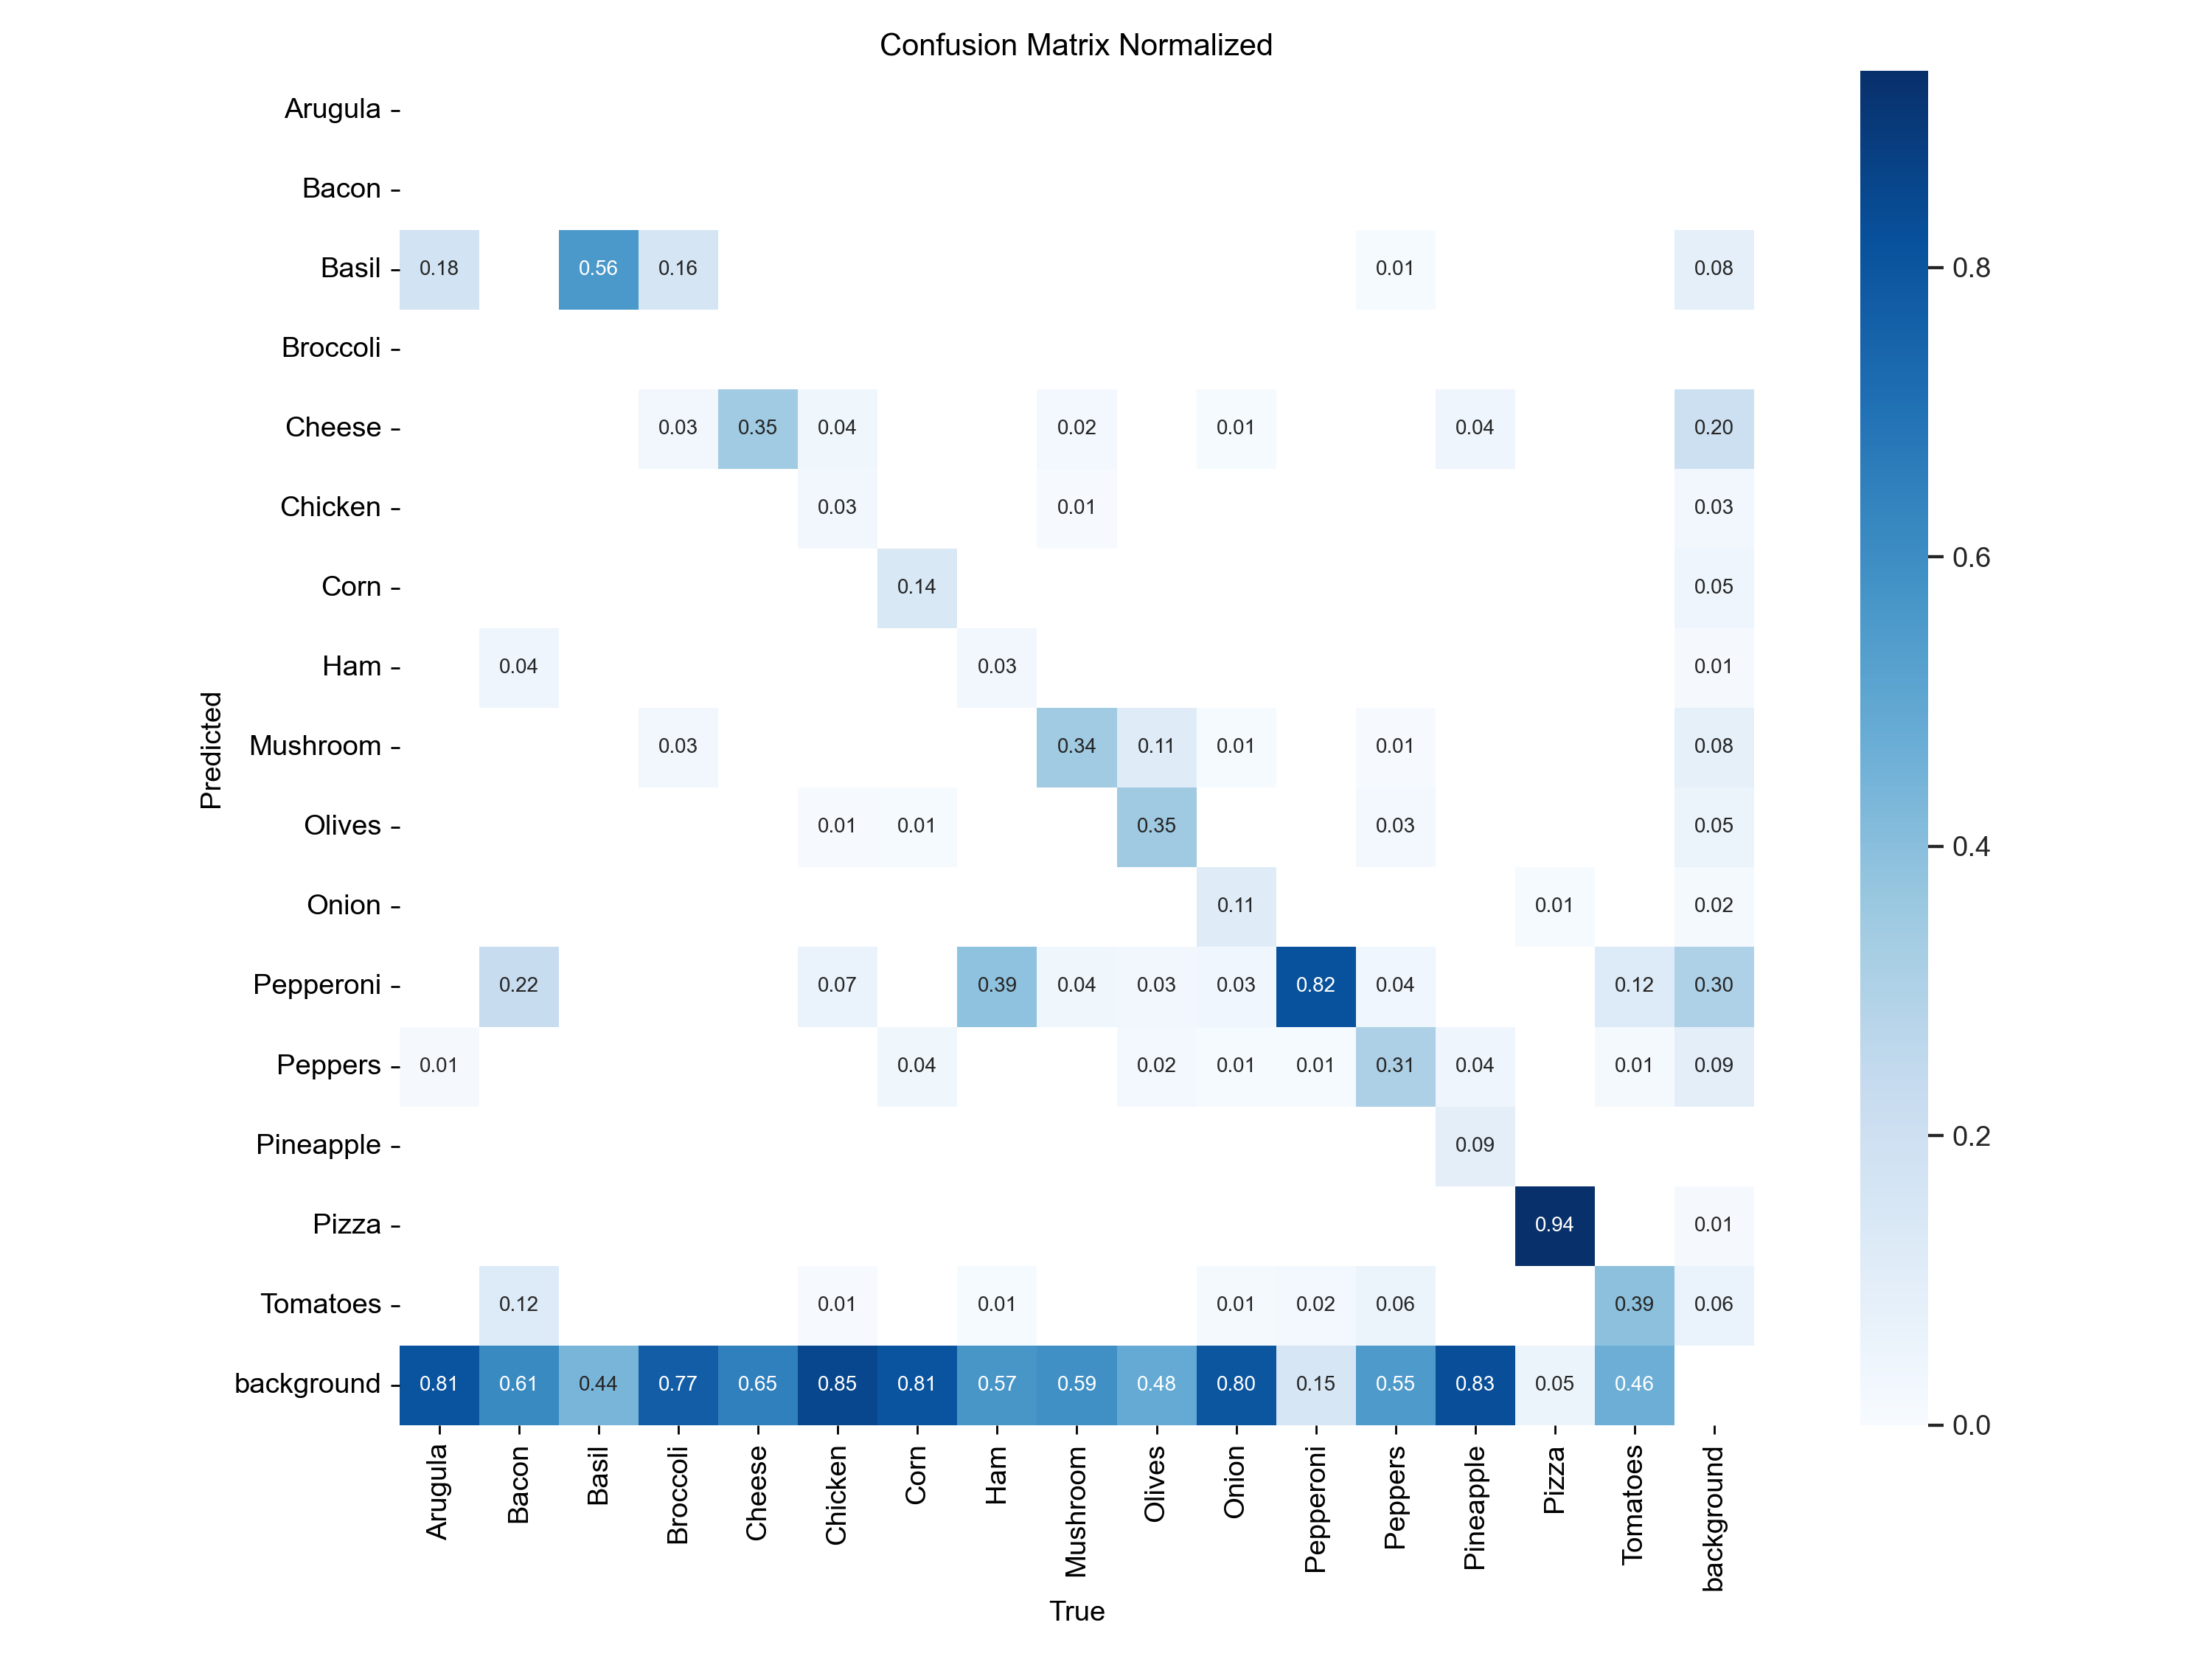 Confusion Matrix Normalized
Arugula
Bacon
Basil 0.18 0.56 0.16 0.01 0.08 0.8
Broccoli
Cheese 0.03 0.35 0.04 0.02 0.01 0.04 0.20
Chicken 0.03 0.01 0.03
Corn 0.14 0.05 0.6
Ham 0.04 0.03 0.01
Predicted
Mushroom 0.03 0.34 0.11 0.01 0.01 0.08
Olives 0.01 0.01 0.35 0.03 0.05 0.4
Onion 0.11 0.01 0.02
Pepperoni 0.22 0.07 0.39 0.04 0.03 0.03 0.82 0.04 0.12 0.30
Peppers 0.01 0.04 0.02 0.01 0.01 0.31 0.04 0.01 0.09
Pineapple 0.09 0.2
Pizza 0.94 0.01
Tomatoes 0.12 0.01 0.01 0.01 0.02 0.06 0.39 0.06
background 0.81 0.61 0.44 0.77 0.65 0.85 0.81 0.57 0.59 0.48 0.80 0.15 0.55 0.83 0.05 0.46 0.0
Arugula Bacon Basil Broccoli Cheese Chicken Corn Ham Mushroom Olives Onion Pepperoni Peppers Pineapple Pizza Tomatoes background
True